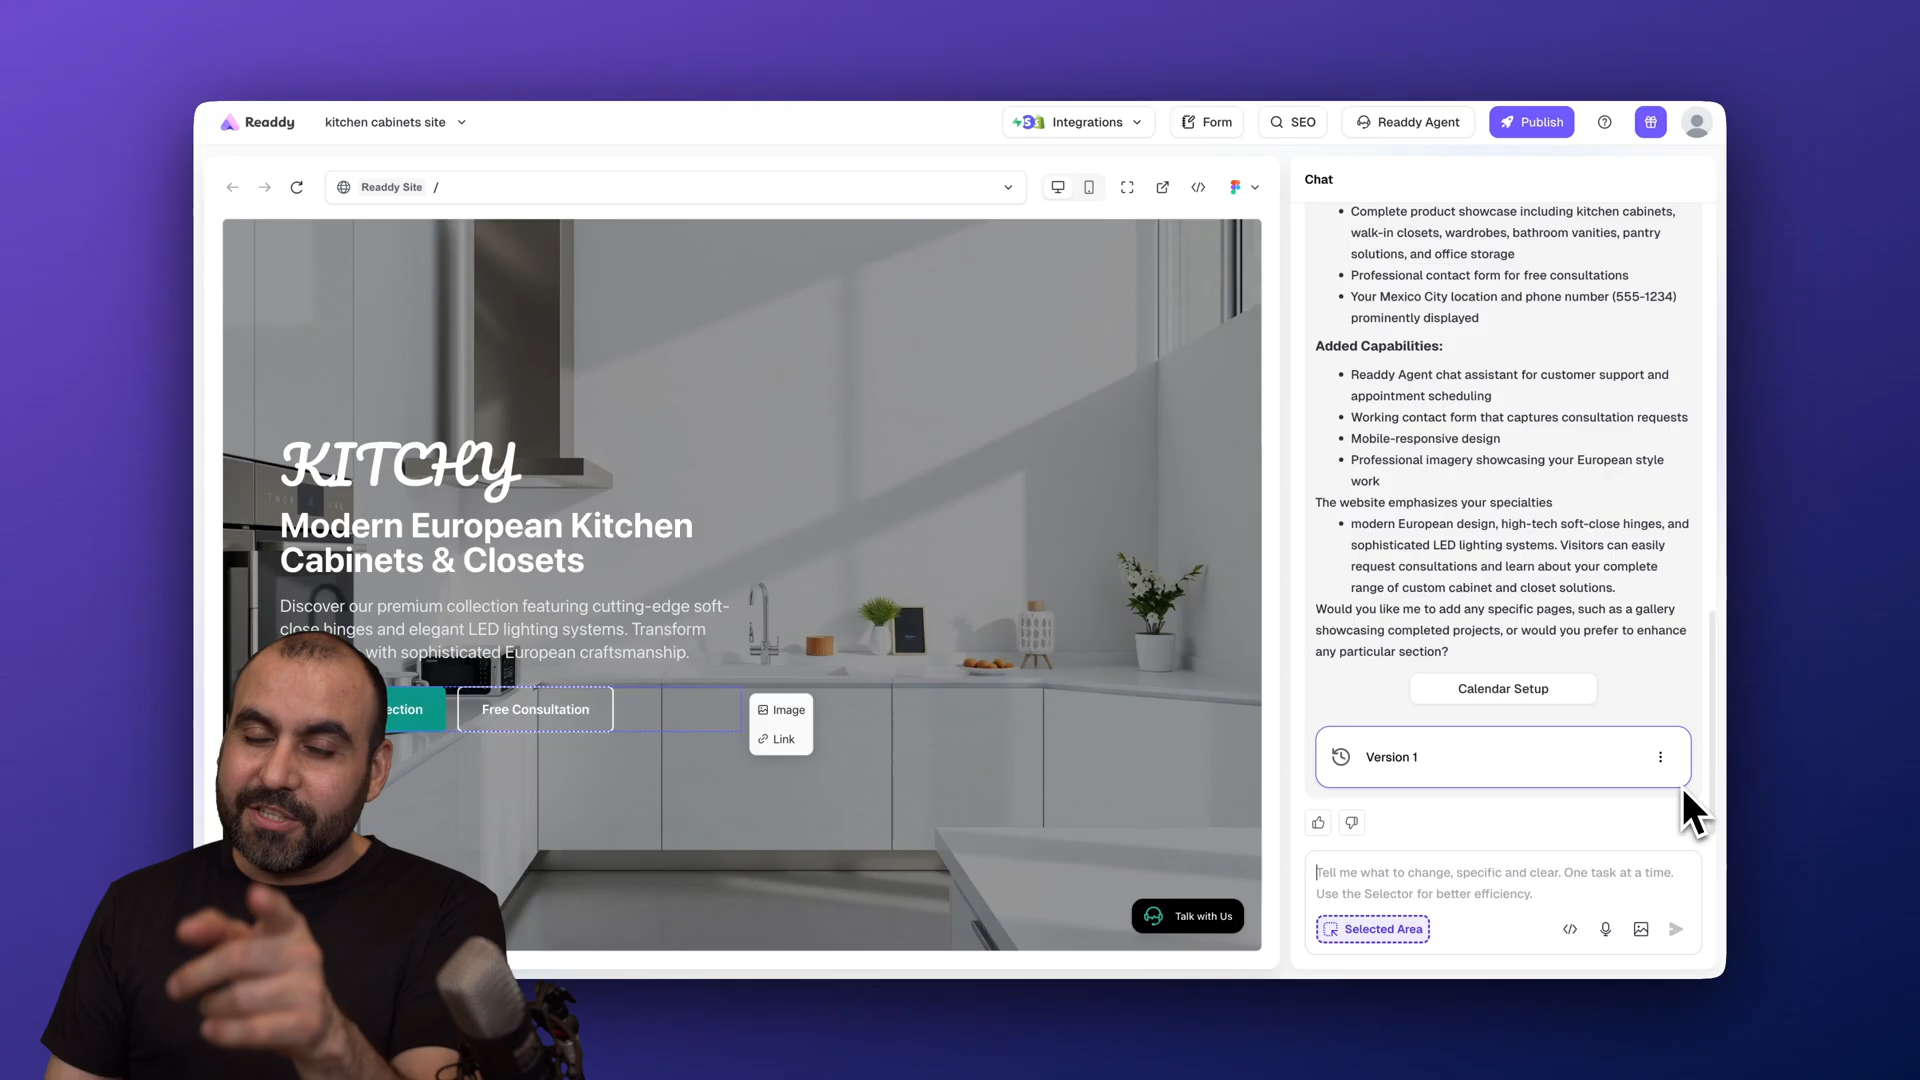 Readdy
kitchen cabinets site
Integrations
Form
SEO
Readdy Agent
Publish
Readdy Site /
Chat
Complete product showcase including kitchen cabinets,
walk-in closets, wardrobes, bathroom vanities, pantry
solutions, and office storage
Professional contact form for free consultations
Your Mexico City location and phone number (555-1234)
prominently displayed
Added Capabilities:
Readdy Agent chat assistant for customer support and
appointment scheduling
Working contact form that captures consultation requests
Mobile-responsive design
Professional imagery showcasing your European style
work
The website emphasizes your specialties
modern European design, high-tech soft-close hinges, and
sophisticated LED lighting systems. Visitors can easily
request consultations and learn about your complete
range of custom cabinet and closet solutions.
Would you like me to add any specific pages, such as a gallery
showcasing completed projects, or would you prefer to enhance
any particular section?
Calendar Setup
Version 1
Tell me what to change, specific and clear. One task at a time.
Use the Selector for better efficiency.
Selected Area
KITCHY
Modern European Kitchen
Cabinets & Closets
Discover our premium collection featuring cutting-edge soft-
close hinges and elegant LED lighting systems. Transform
with sophisticated European craftsmanship.
ection
Free Consultation
Image
Link
Talk with Us